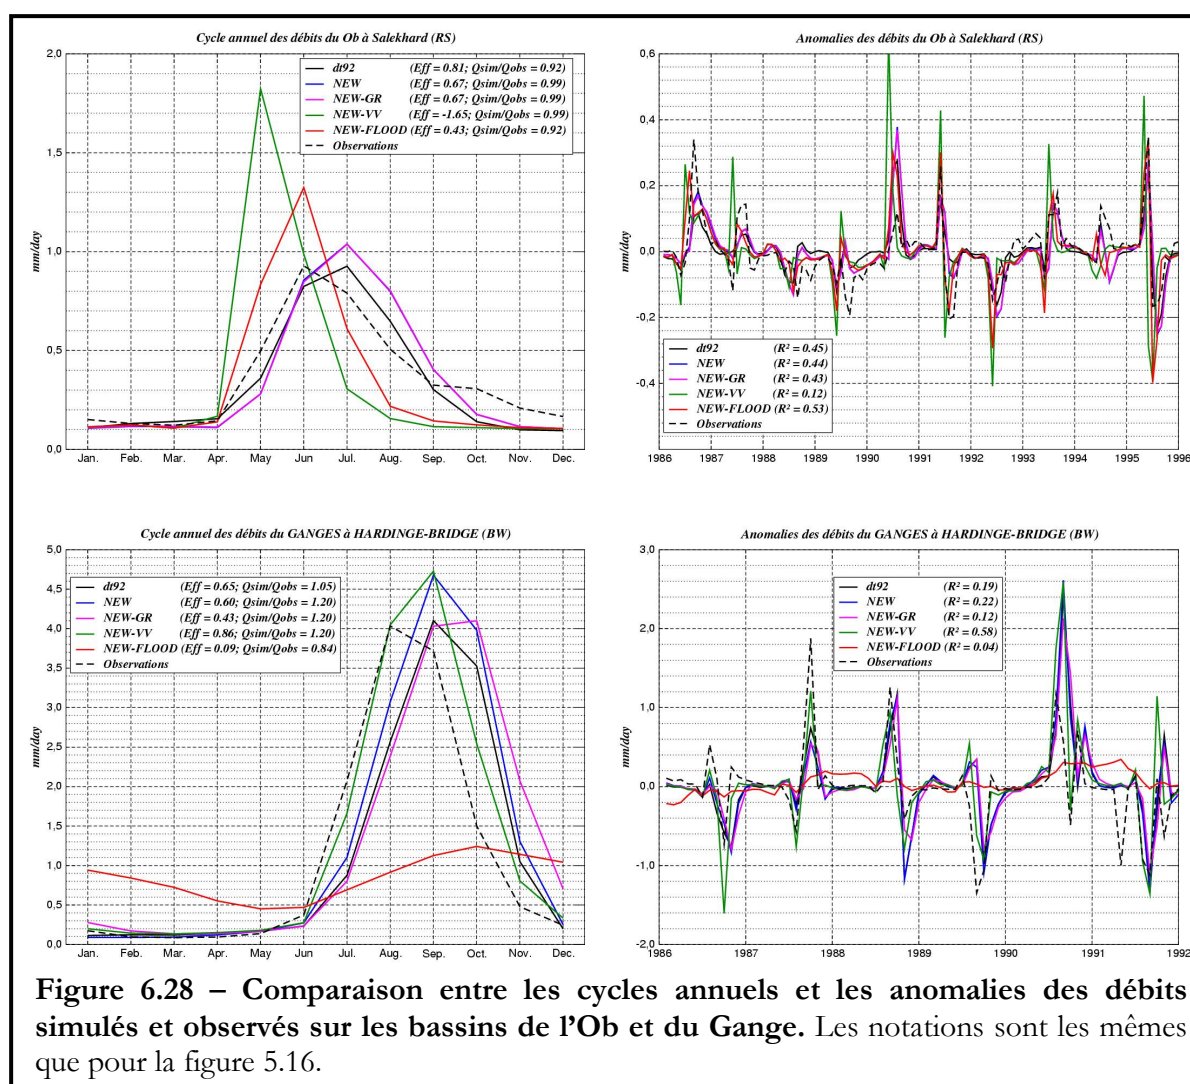 Cycle annuel des débits du Ob à Salekhard (RS)
2,0
1,5
1,0
0,5
0,0
mm/day
dt92 (Eff = 0.81; Qsim/Qobs = 0.92)
NEW (Eff = 0.67; Qsim/Qobs = 0.99)
NEW-GR (Eff = 0.67; Qsim/Qobs = 0.99)
NEW-VV (Eff = -1.65; Qsim/Qobs = 0.99)
NEW-FLOOD (Eff = 0.43; Qsim/Qobs = 0.92)
Observations
Jan. Feb. Mar. Apr. May Jun. Jul. Aug. Sep. Oct. Nov. Dec.
Anomalies des débits du Ob à Salekhard (RS)
0,6
0,4
0,2
0,0
-0,2
-0,4
mm/day
dt92 (R² = 0.45)
NEW (R² = 0.44)
NEW-GR (R² = 0.43)
NEW-VV (R² = 0.12)
NEW-FLOOD (R² = 0.53)
Observations
1986 1987 1988 1989 1990 1991 1992 1993 1994 1995 1996
Cycle annuel des débits du GANGES à HARDINGE-BRIDGE (BW)
5,0
4,5
4,0
3,5
3,0
2,5
2,0
1,5
1,0
0,5
0,0
mm/day
dt92 (Eff = 0.65; Qsim/Qobs = 1.05)
NEW (Eff = 0.60; Qsim/Qobs = 1.20)
NEW-GR (Eff = 0.43; Qsim/Qobs = 1.20)
NEW-VV (Eff = 0.86; Qsim/Qobs = 1.20)
NEW-FLOOD (Eff = 0.09; Qsim/Qobs = 0.84)
Observations
Jan. Feb. Mar. Apr. May Jun. Jul. Aug. Sep. Oct. Nov. Dec.
Anomalies des débits du GANGES à HARDINGE-BRIDGE (BW)
3,0
2,0
1,0
0,0
-1,0
-2,0
mm/day
dt92 (R² = 0.19)
NEW (R² = 0.22)
NEW-GR (R² = 0.12)
NEW-VV (R² = 0.58)
NEW-FLOOD (R² = 0.04)
Observations
1986 1987 1988 1989 1990 1991 1992
Figure 6.28 – Comparaison entre les cycles annuels et les anomalies des débits
simulés et observés sur les bassins de l’Ob et du Gange. Les notations sont les mêmes
que pour la figure 5.16.